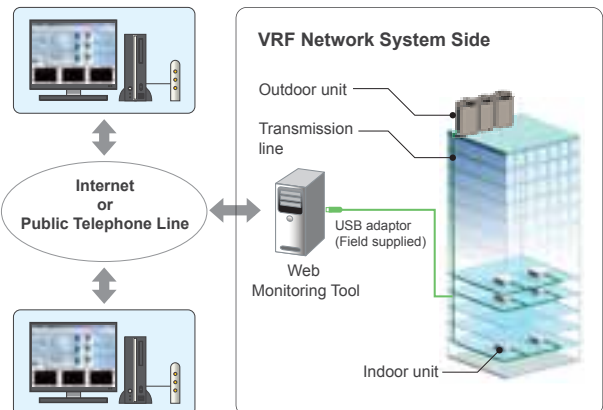 VRF Network System Side
Outdoor unit
Transmission
line
Internet
or
Public Telephone Line
USB adaptor
(Field supplied)
Web
Monitoring Tool
Indoor unit